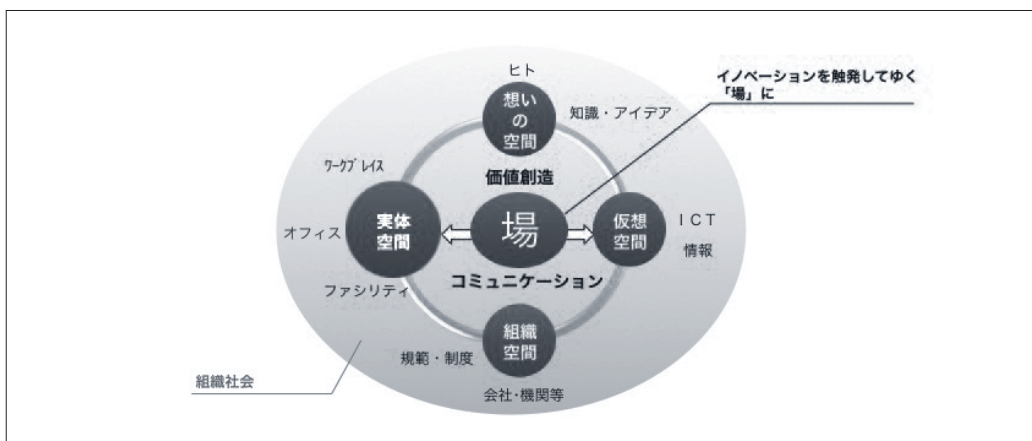 ヒト
イノベーションを触発してゆく
「場」に
想い
の
空間
知識・アイデア
ワークプレイス
価値創造
実体
空間
場
仮想
空間
ICT
オフィス
情報
コミュニケーション
ファシリティ
組織
空間
規範・制度
組織社会
会社・機関等